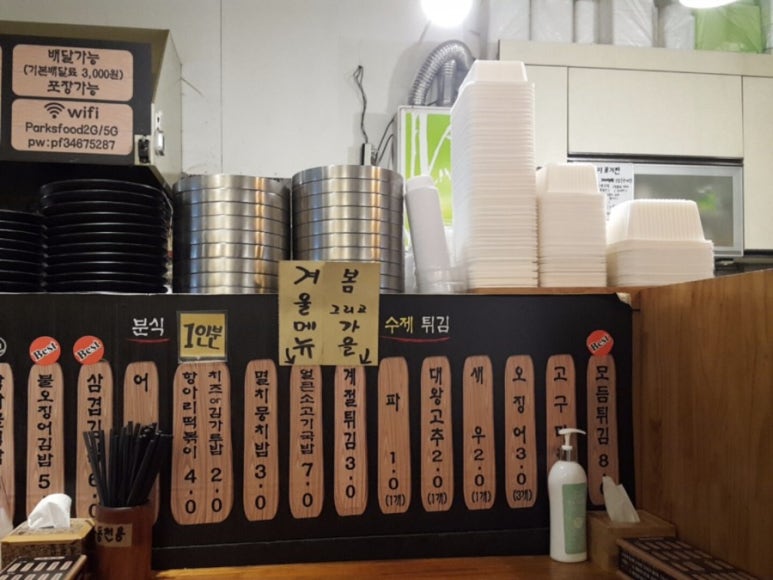 배달가능
(기본배달료 3,000원)
포장가능
wifi
Parksfood2G/5G
pw:pf34675287
겨울메뉴
봄
그리고
가을
분식
1인분
수제 튀김
Best
불오징어김밥 5.
Best
삼겹 6.0
어
항아리떡볶이 4.0
치즈or김가루밥 2.0
멸치뭉치밥 3.0
얼큰소고기국밥 7.0
계절튀김 3.0
파 1.0
(1개)
대왕고추 2.0
(1개)
새우 2.0
(1개)
오징어 3.0
(3개)
고구
모듬튀김 8.
전용